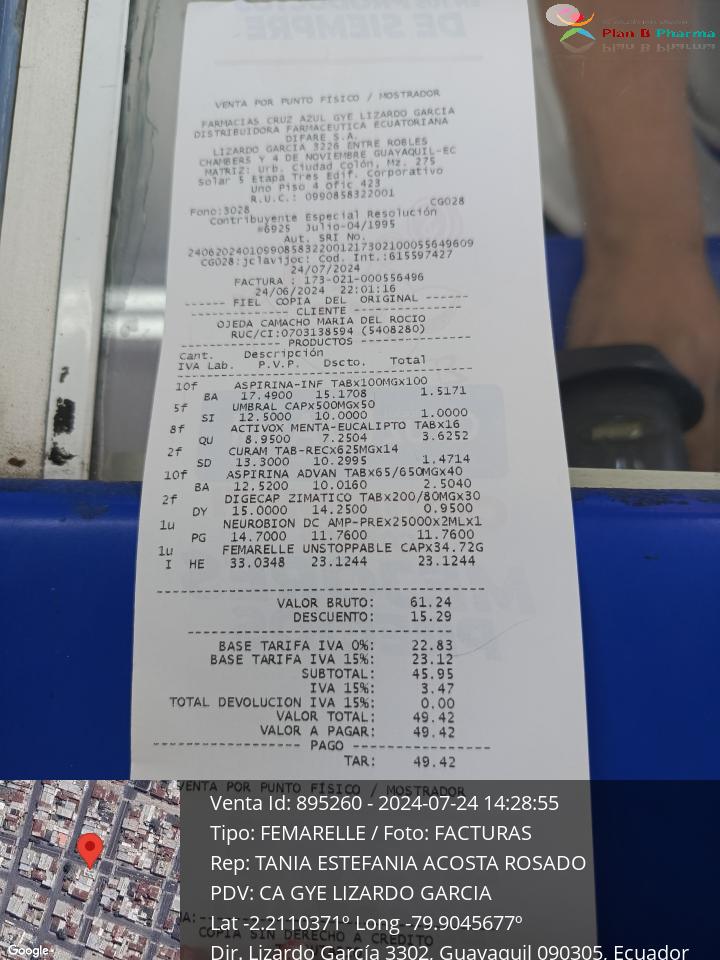 DE SIEMPRE
Plan B Pharma
VENTA POR PUNTO FÍSICO / MOSTRADOR
FARMACIAS CRUZ AZUL GYE LIZARDO GARCIA
DISTRIBUIDORA FARMACEUTICA ECUATORIANA
DIFARE S.A.
LIZARDO GARCIA 3226 ENTRE ROBLES
CHAMBERS Y 4 DE NOVIEMBRE GUAYAQUIL-EC
MATRIZ: Urb. Ciudad Colón, Mz. 275
Solar 5 Etapa Tres Edif. Corporativo
Uno Piso 4 Ofic 423
R.U.C.: 0990858322001
Fono:3028 CG028
Contribuyente Especial Resolución
#6925 Julio-04/1995
Aut. SRI No.
24062024010990858322001217302100055649609
CG028:jclavijoc: Cod. Int.:615597427
24/07/2024
FACTURA : 173-021-000556496
24/06/2024 22:01:16
------ FIEL COPIA DEL ORIGINAL ------
---------------- CLIENTE ----------------
OJEDA CAMACHO MARIA DEL ROCIO
RUC/CI:0703138594 (5408280)
--------------- PRODUCTOS ---------------
Cant. Descripción
IVA Lab. P.V.P. Dscto. Total
10f ASPIRINA-INF TABx100MGx100
BA 17.4900 15.1708 1.5171
5f UMBRAL CAPx500MGx50
SI 12.5000 10.0000 1.0000
8f ACTIVOX MENTA-EUCALIPTO TABx16
QU 8.9500 7.2504 3.6252
2f CURAM TAB-RECx625MGx14
SD 13.3000 10.2995 1.4714
10f ASPIRINA ADVAN TABx65/650MGx40
BA 12.5200 10.0160 2.5040
2f DIGECAP ZIMATICO TABx200/80MGx30
DY 15.0000 14.2500 0.9500
1u NEUROBION DC AMP-PREx25000x2MLx1
PG 14.7000 11.7600 11.7600
1u FEMARELLE UNSTOPPABLE CAPx34.72G
I HE 33.0348 23.1244 23.1244
VALOR BRUTO: 61.24
DESCUENTO: 15.29
BASE TARIFA IVA 0%: 22.83
BASE TARIFA IVA 15%: 23.12
SUBTOTAL: 45.95
IVA 15%: 3.47
TOTAL DEVOLUCION IVA 15%: 0.00
VALOR TOTAL: 49.42
VALOR A PAGAR: 49.42
------------------ PAGO ------------------
TAR: 49.42
VENTA POR PUNTO FÍSICO / MOSTRADOR
Venta Id: 895260 - 2024-07-24 14:28:55
Tipo: FEMARELLE / Foto: FACTURAS
Rep: TANIA ESTEFANIA ACOSTA ROSADO
PDV: CA GYE LIZARDO GARCIA
Lat -2.2110371º Long -79.9045677º
COPIA SIN DERECHO A CREDITO
Dir. Lizardo García 3302, Guayaquil 090305, Ecuador
Google